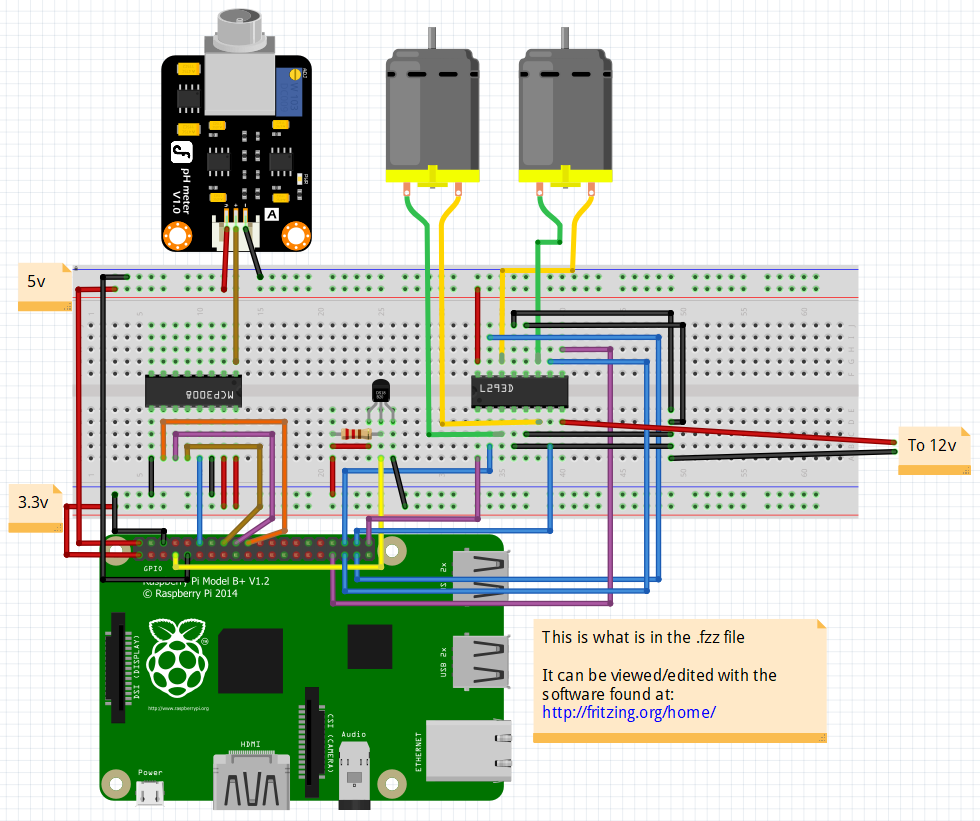 pH meter
V1.0
A
5v
MCP3008
L293D
To 12v
3.3v
GPIO
Raspberry Pi Model B+ V1.2
© Raspberry Pi 2014
DSI (DISPLAY)
http://www.raspberrypi.org
USB 2x
USB 2x
This is what is in the .fzz file
It can be viewed/edited with the
software found at:
http://fritzing.org/home/
CSI (CAMERA)
Audio
ETHERNET
HDMI
Power